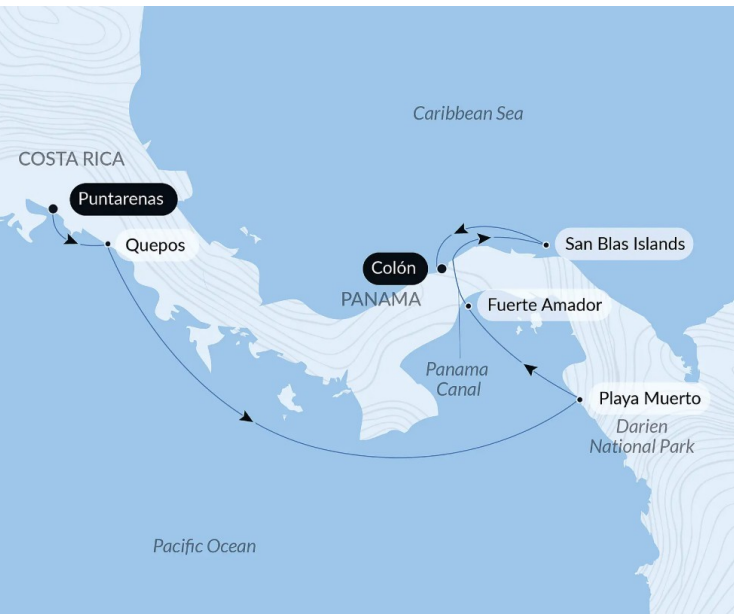 Caribbean Sea
COSTA RICA
Puntarenas
Quepos
San Blas Islands
Colón
PANAMA
Fuerte Amador
Panama
Canal
Playa Muerto
Darien
National Park
Pacific Ocean